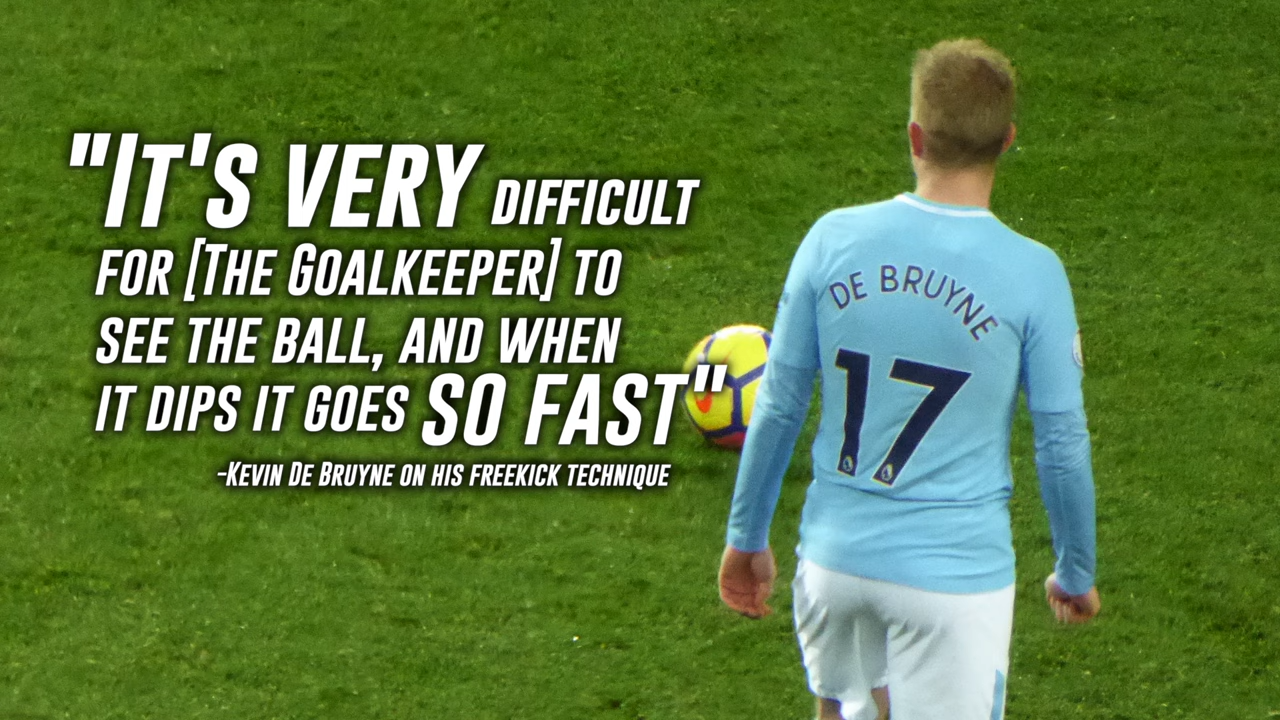 "It's very difficult
for [The Goalkeeper] to
see the ball, and when
it dips it goes so fast"
-Kevin De Bruyne on his freekick technique
DE BRUYNE
17